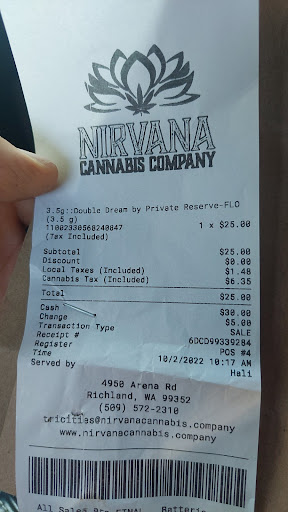 NIRVANA
CANNABIS COMPANY
3.5g::Double Dream by Private Reserve-FLO
(3.5 g)
11002330568240847 1 x $25.00
(Tax Included)
Subtotal $25.00
Discount $0.00
Local Taxes (Included) $1.48
Cannabis Tax (Included) $6.35
Total $25.00
Cash $30.00
Change $5.00
Transaction Type SALE
Receipt # 6DCD99339284
Register POS #4
Time 10/2/2022 10:17 AM
Served by Hali
4950 Arena Rd
Richland, WA 99352
(509) 572-2310
tricities@nirvanacannabis.company
www.nirvanacannabis.company
All Sales Are FINAL.